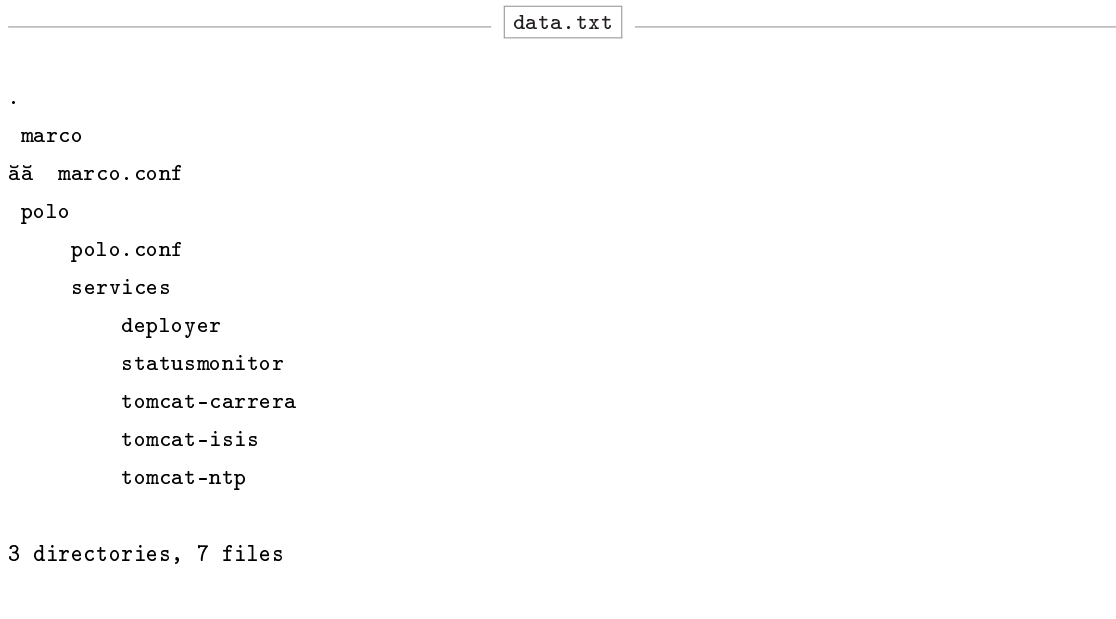 data.txt
.
marco
ăă  marco.conf
polo
polo.conf
services
deployer
statusmonitor
tomcat-carrera
tomcat-isis
tomcat-ntp
3 directories, 7 files